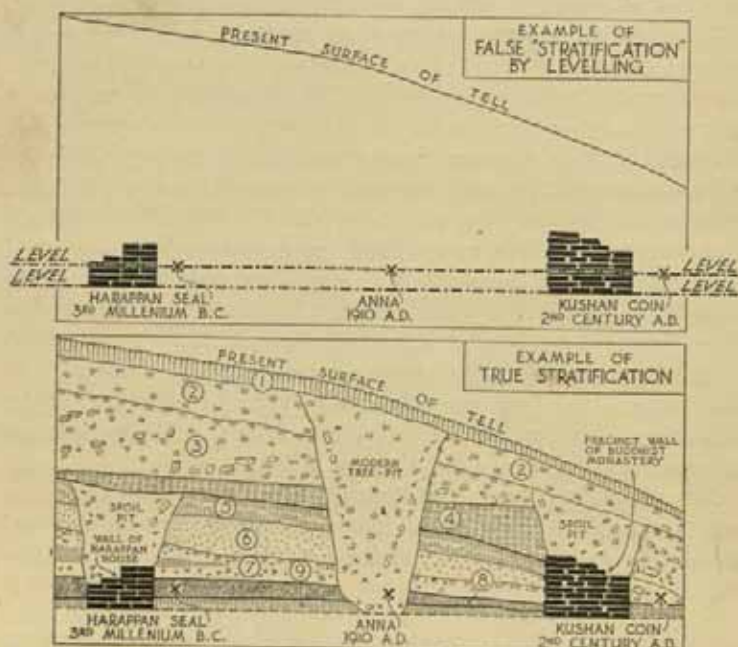 EXAMPLE OF
FALSE "STRATIFICATION"
BY LEVELLING
PRESENT SURFACE OF TELL
LEVEL
LEVEL
LEVEL
LEVEL
HARAPPAN SEAL
3RD MILLENIUM B.C.
ANNA
1910 A.D.
KUSHAN COIN
2ND CENTURY A.D.
EXAMPLE OF
TRUE STRATIFICATION
PRESENT SURFACE OF TELL
1
2
3
MODERN
TREE-PIT
2
PRECINCT WALL
OF BUDDHIST
MONASTERY
SPOIL
PIT
WALL OF
HARAPPAN
HOUSE
5
6
7
9
4
8
SPOIL
PIT
HARAPPAN SEAL
3RD MILLENIUM B.C.
ANNA
1910 A.D.
KUSHAN COIN
2ND CENTURY A.D.